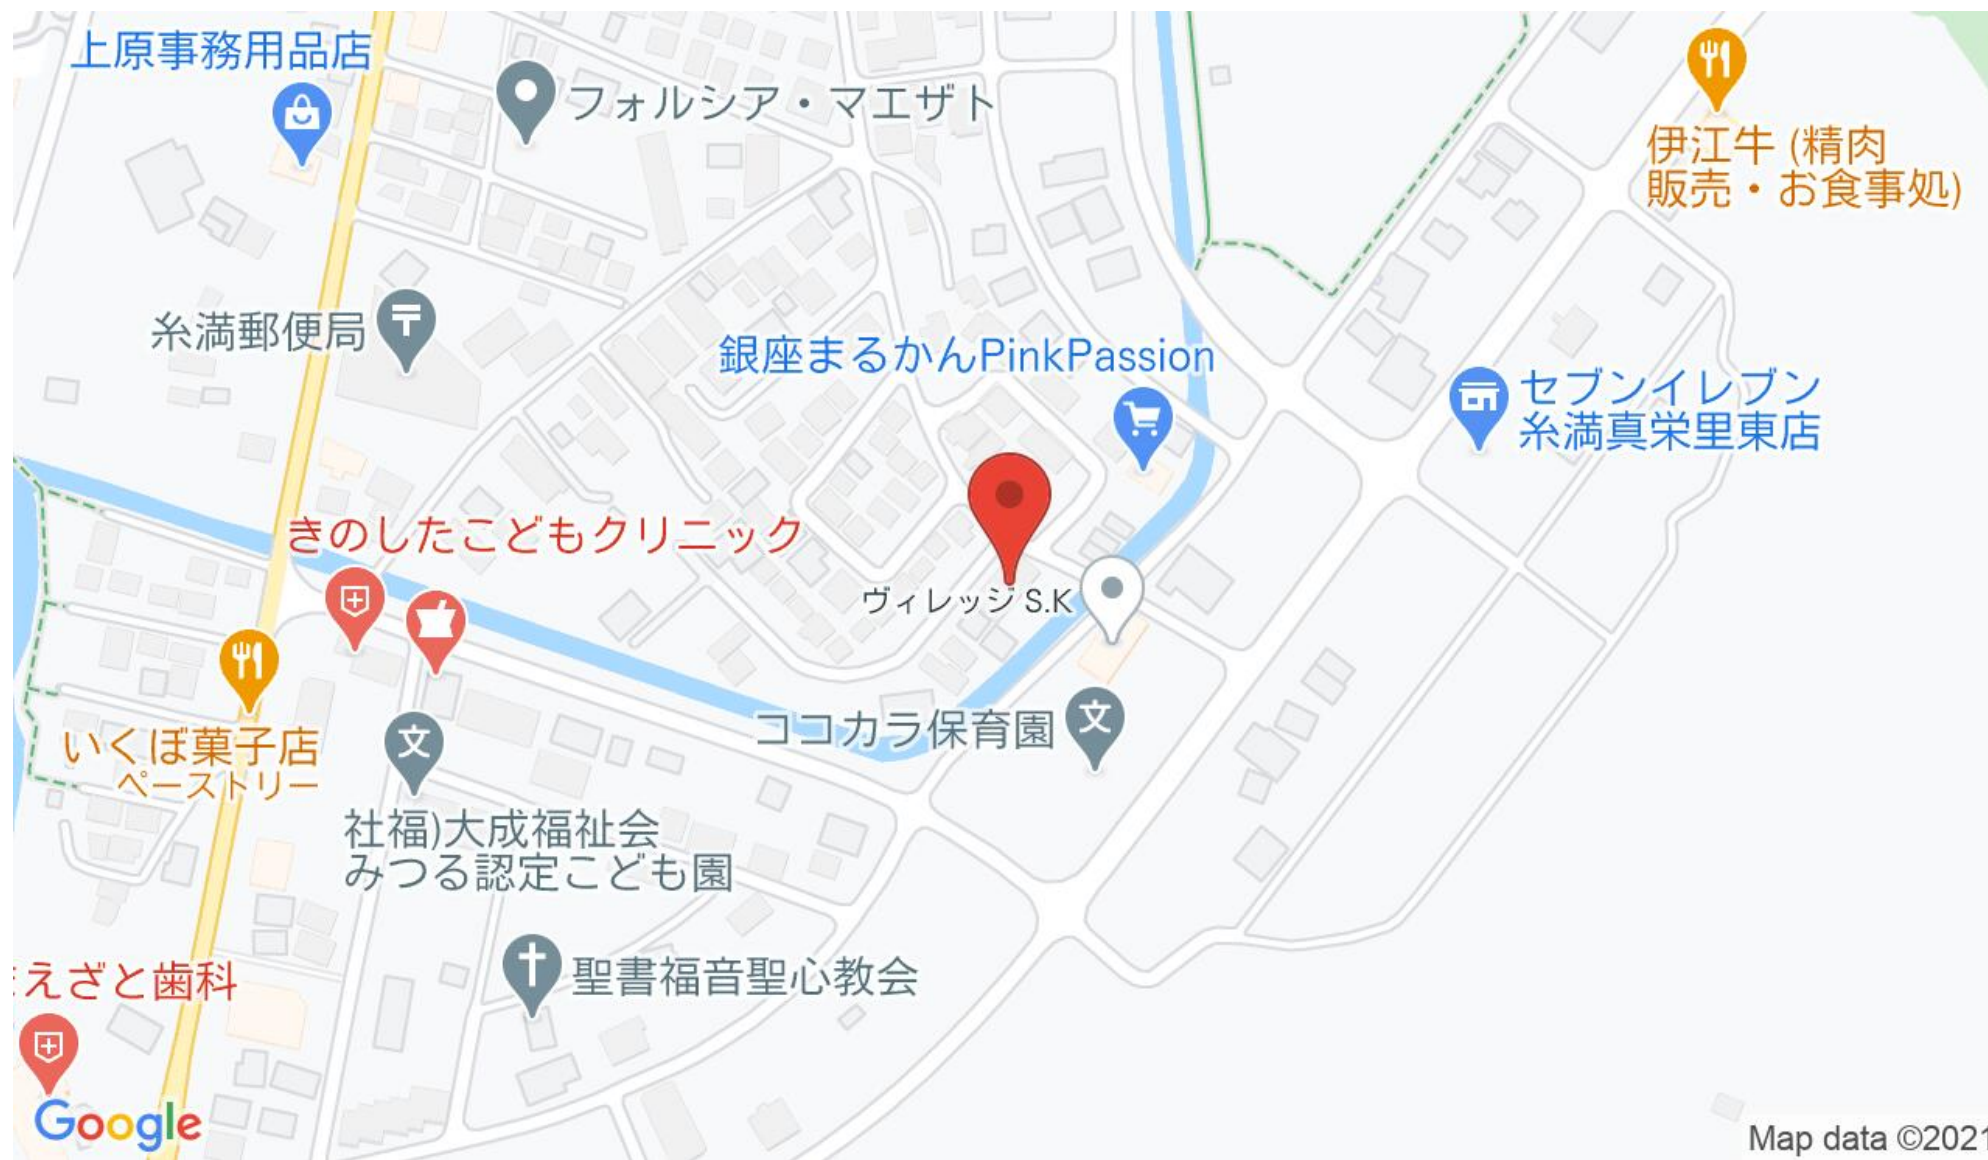 上原事務用品店
フォルシア・マエザト
伊江牛 (精肉
販売・お食事処)
糸満郵便局
銀座まるかんPinkPassion
セブンイレブン
糸満真栄里東店
きのしたこどもクリニック
ヴィレッジ S.K
ココカラ保育園
いくぼ菓子店
ペーストリー
社福)大成福祉会
みつる認定こども園
聖書福音聖心教会
えざと歯科
Google
Map data ©2021